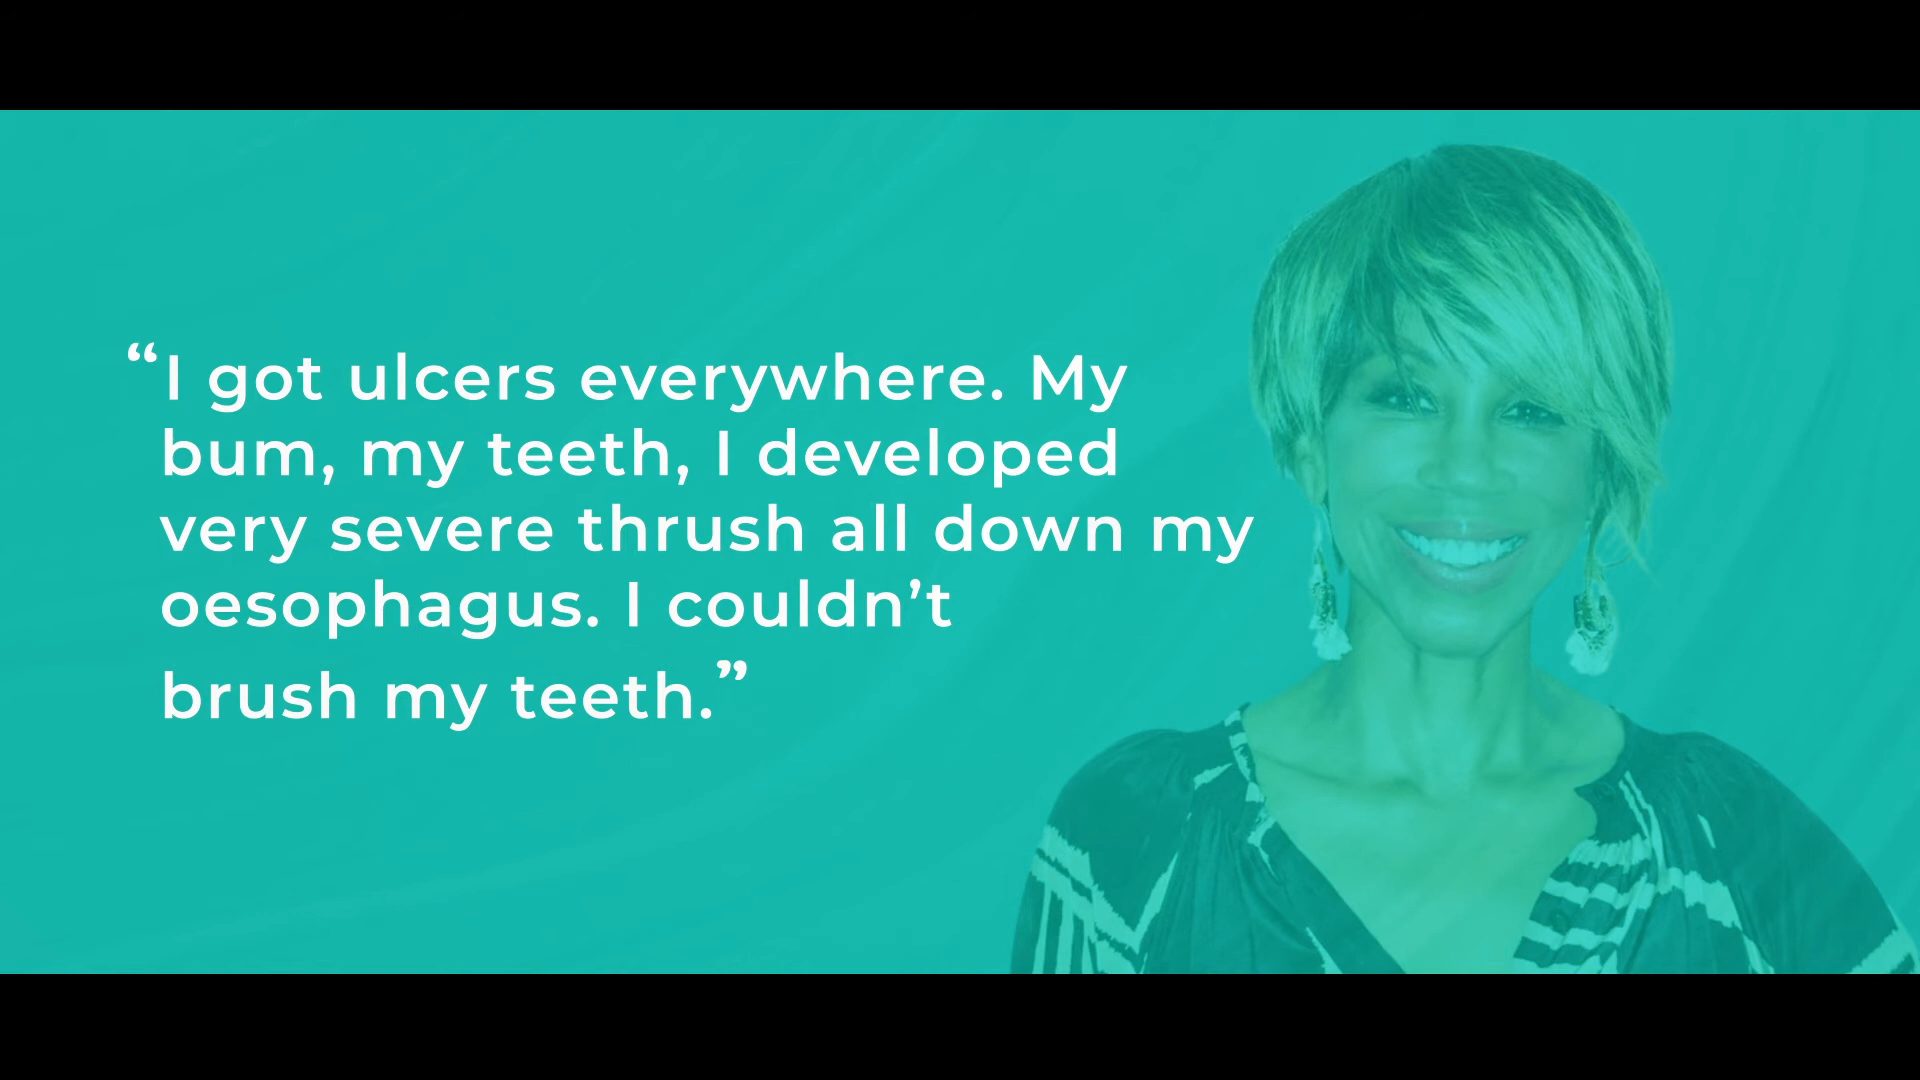 “I got ulcers everywhere. My
bum, my teeth, I developed
very severe thrush all down my
oesophagus. I couldn’t
brush my teeth.”